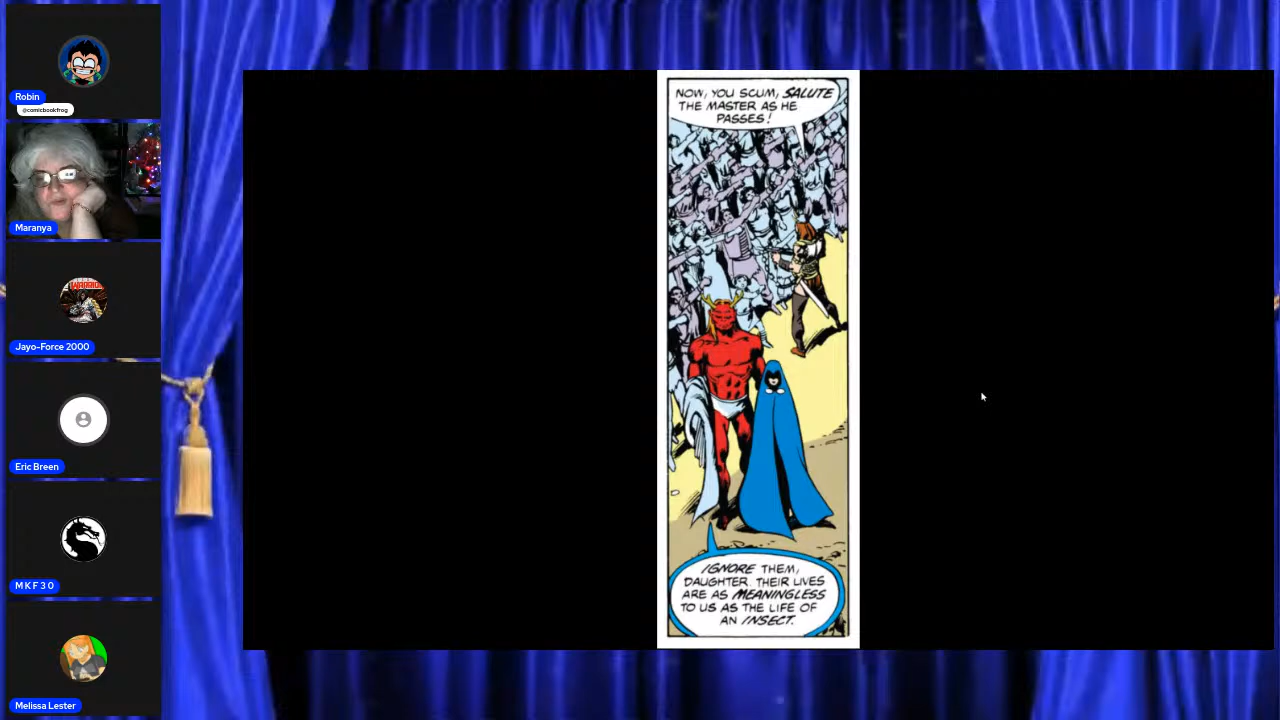 Robin
@comicbookfrog
Maranya
Jayo-Force 2000
Eric Breen
M K F 3 0
Melissa Lester
NOW, YOU SCUM, SALUTE
THE MASTER AS HE
PASSES!
IGNORE THEM,
DAUGHTER. THEIR LIVES
ARE AS MEANINGLESS
TO US AS THE LIFE OF
AN INSECT.